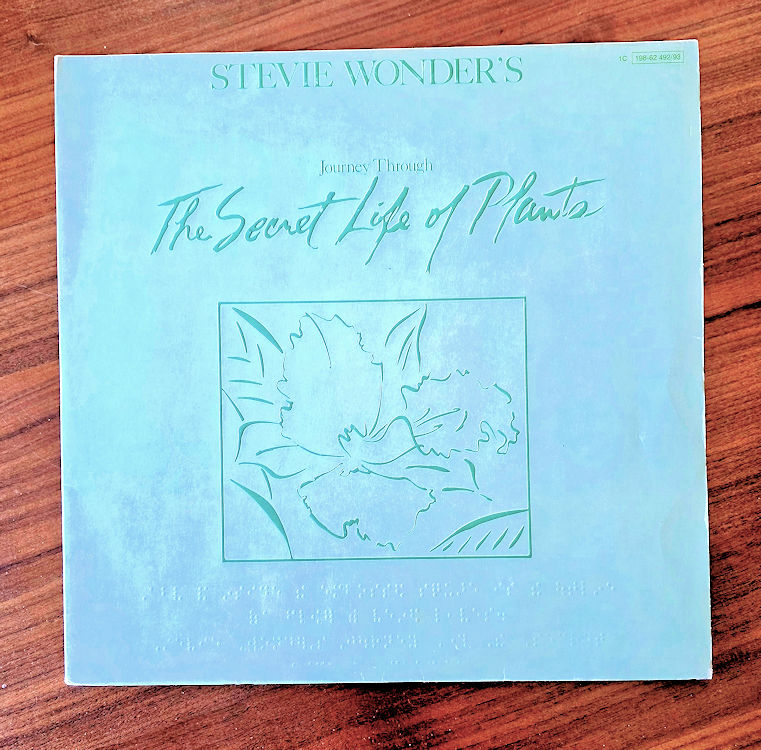 STEVIE WONDER'S
1C 198-62 492/93
Journey Through
The Secret Life of Plants